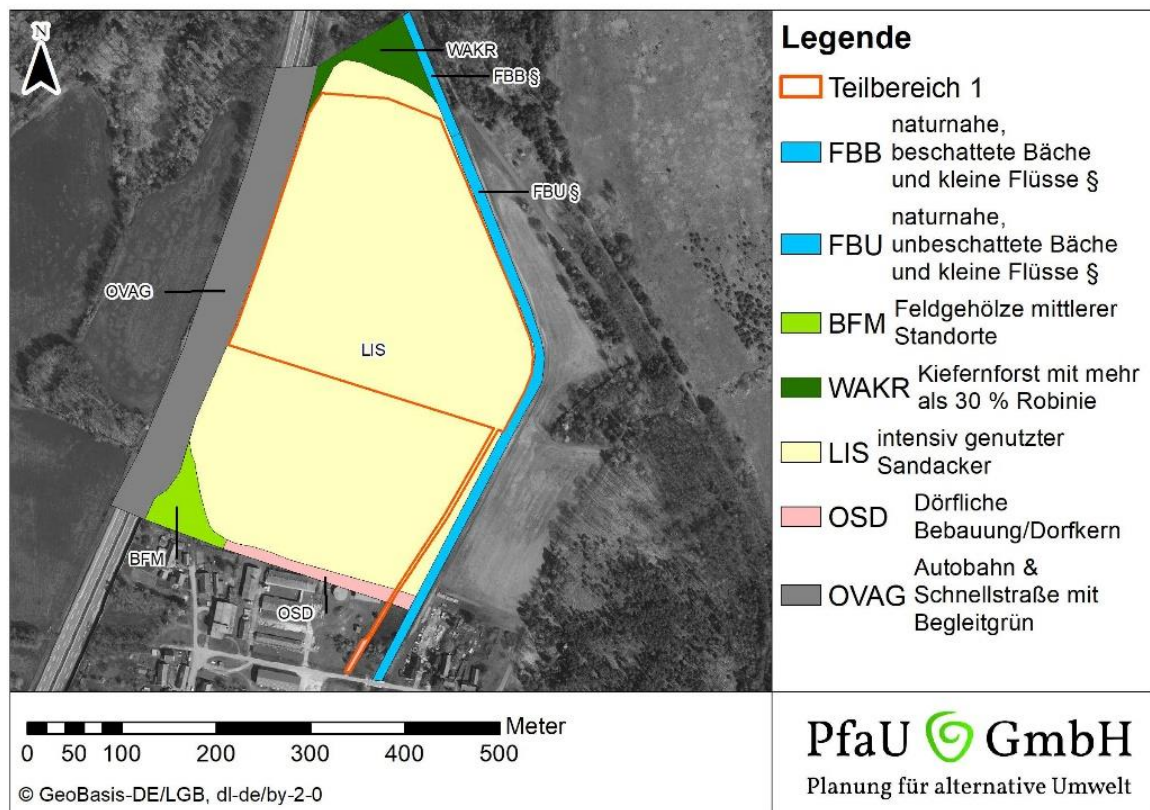 N
WAKR
FBB §
FBU §
OVAG
LIS
BFM
OSD
Legende
Teilbereich 1
FBB naturnahe,
beschattete Bäche
und kleine Flüsse §
FBU naturnahe,
unbeschattete Bäche
und kleine Flüsse §
BFM Feldgehölze mittlerer
Standorte
WAKR Kiefernforst mit mehr
als 30 % Robinie
LIS intensiv genutzter
Sandacker
OSD Dörfliche
Bebauung/Dorfkern
OVAG Autobahn &
Schnellstraße mit
Begleitgrün
Meter
0 50 100 200 300 400 500
© GeoBasis-DE/LGB, dl-de/by-2-0
PfaU GmbH
Planung für alternative Umwelt